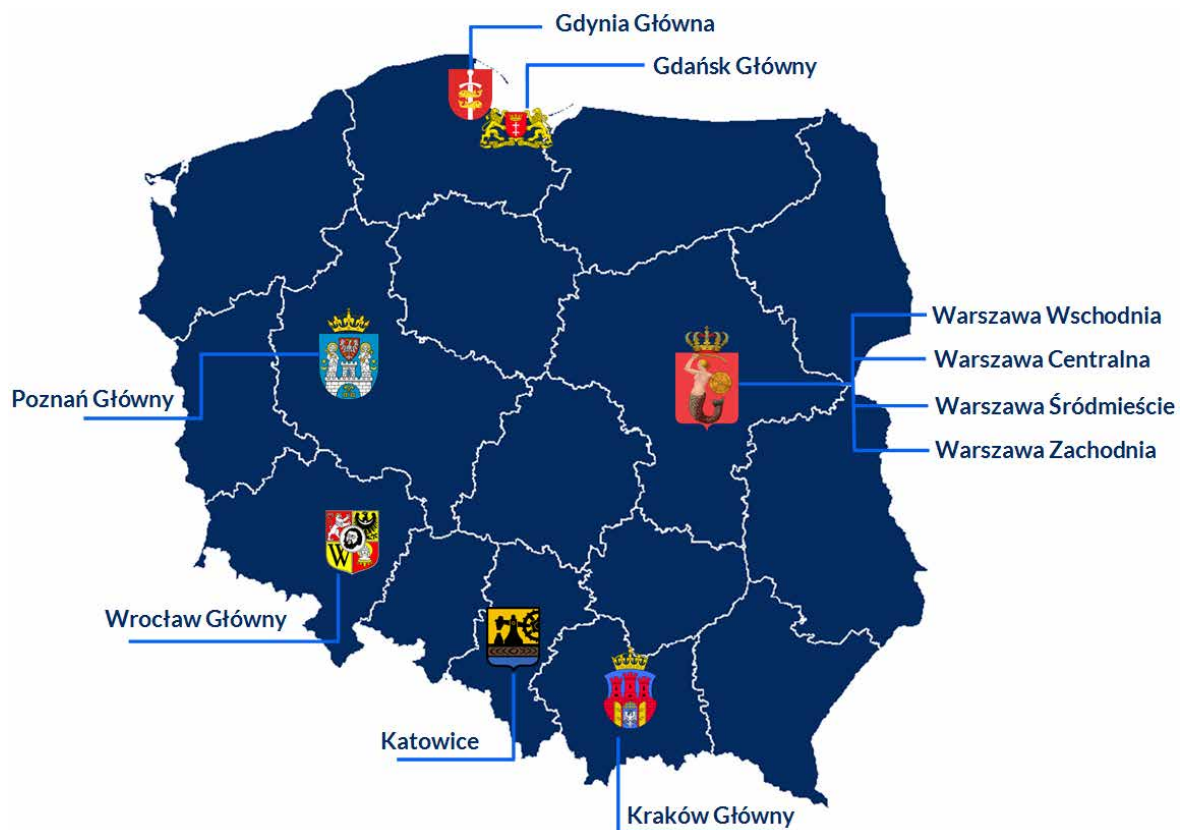 Gdynia Główna
Gdańsk Główny
Warszawa Wschodnia
Warszawa Centralna
Poznań Główny
Warszawa Śródmieście
Warszawa Zachodnia
W
Wrocław Główny
Katowice
Kraków Główny